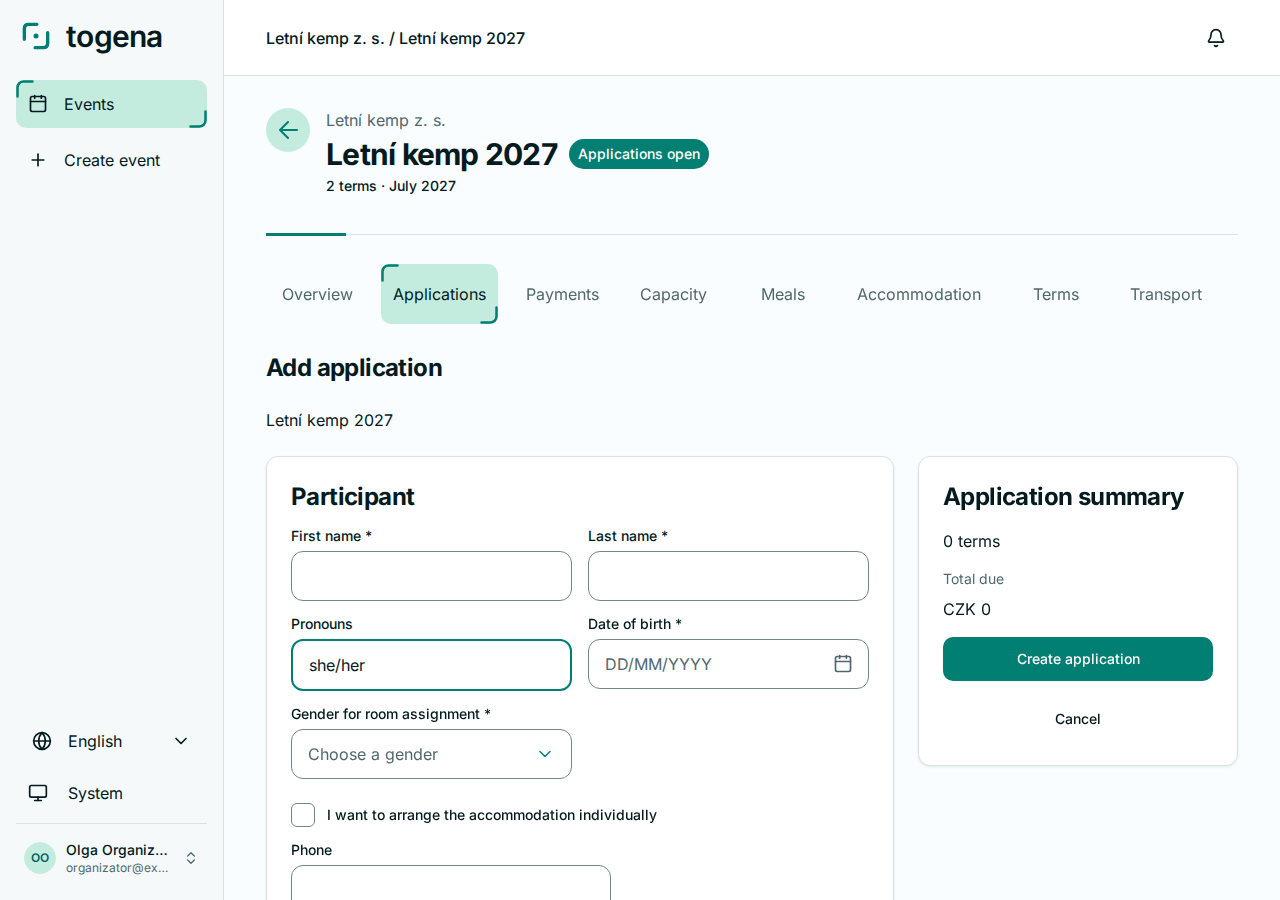 togena
Letní kemp z. s. / Letní kemp 2027
Events
Create event
Letní kemp z. s.
Letní kemp 2027
Applications open
2 terms · July 2027
Overview
Applications
Payments
Capacity
Meals
Accommodation
Terms
Transport
Add application
Letní kemp 2027
Participant
First name *
Last name *
Pronouns
she/her
Date of birth *
DD/MM/YYYY
Gender for room assignment *
Choose a gender
I want to arrange the accommodation individually
Phone
Application summary
0 terms
Total due
CZK 0
Create application
Cancel
English
System
OO
Olga Organiz...
organizator@ex...